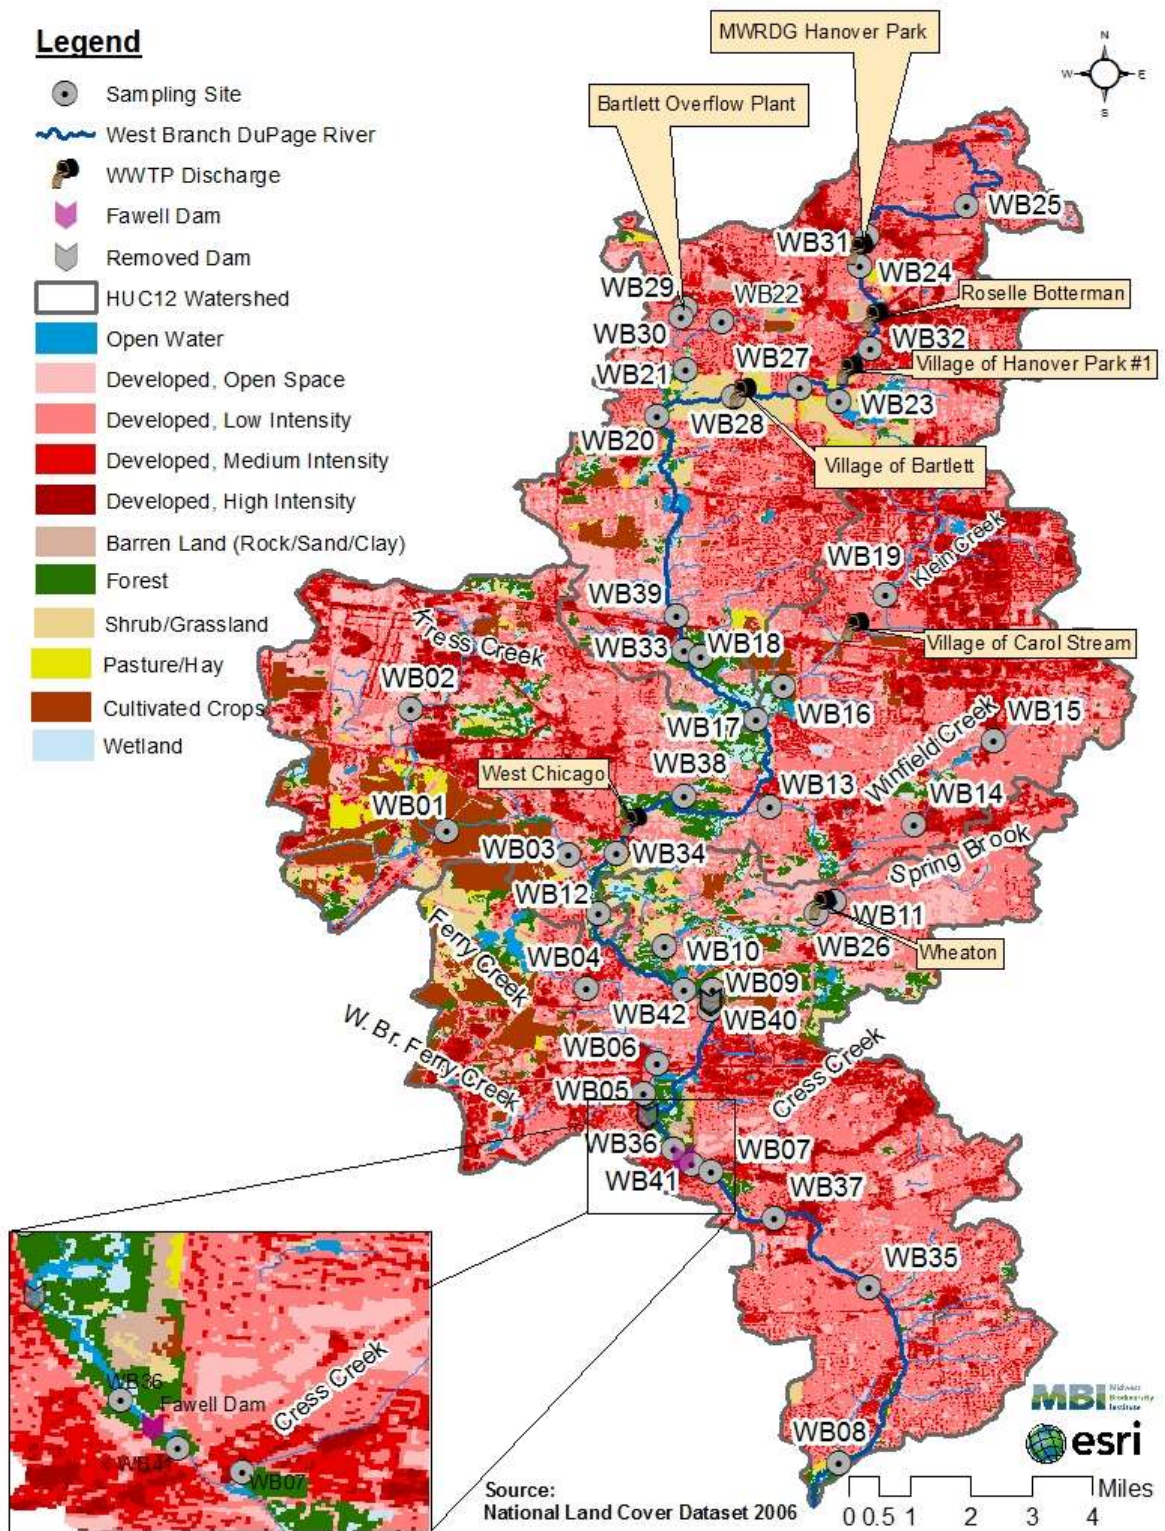 Legend
Sampling Site
West Branch DuPage River
WWTP Discharge
Fawell Dam
Removed Dam
HUC12 Watershed
Open Water
Developed, Open Space
Developed, Low Intensity
Developed, Medium Intensity
Developed, High Intensity
Barren Land (Rock/Sand/Clay)
Forest
Shrub/Grassland
Pasture/Hay
Cultivated Crops
Wetland
MWRDG Hanover Park
Bartlett Overflow Plant
N
W
E
S
WB25
WB31
WB24
WB29
WB22
Roselle Botterman
WB30
WB32
WB27
Village of Hanover Park #1
WB21
WB23
WB28
WB20
Village of Bartlett
WB19
Klein Creek
WB39
Kress Creek
WB33
WB18
Village of Carol Stream
WB02
WB16
WB15
WB17
Winfield Creek
WB38
West Chicago
WB13
WB14
WB01
WB03
WB34
Spring Brook
WB12
WB11
Ferry Creek
WB10
WB26
Wheaton
WB04
WB09
WB42
WB40
W. Br. Ferry Creek
WB06
Cress Creek
WB05
WB36
WB07
WB41
WB37
WB35
WB36
Fawell Dam
Cress Creek
WB41
WB07
MBI
Midwest
Biodiversity
Institute
esri
WB08
Source:
National Land Cover Dataset 2006
Miles
0 0.5 1 2 3 4